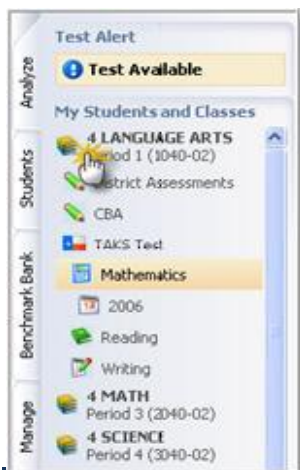 Test Alert
Test Available
My Students and Classes
4 LANGUAGE ARTS
Period 1 (1040-02)
District Assessments
CBA
TAKS Test
Mathematics
2006
Reading
Writing
4 MATH
Period 3 (2040-02)
4 SCIENCE
Period 4 (3040-02)
Analyze
Students
Benchmark Bank
Manage